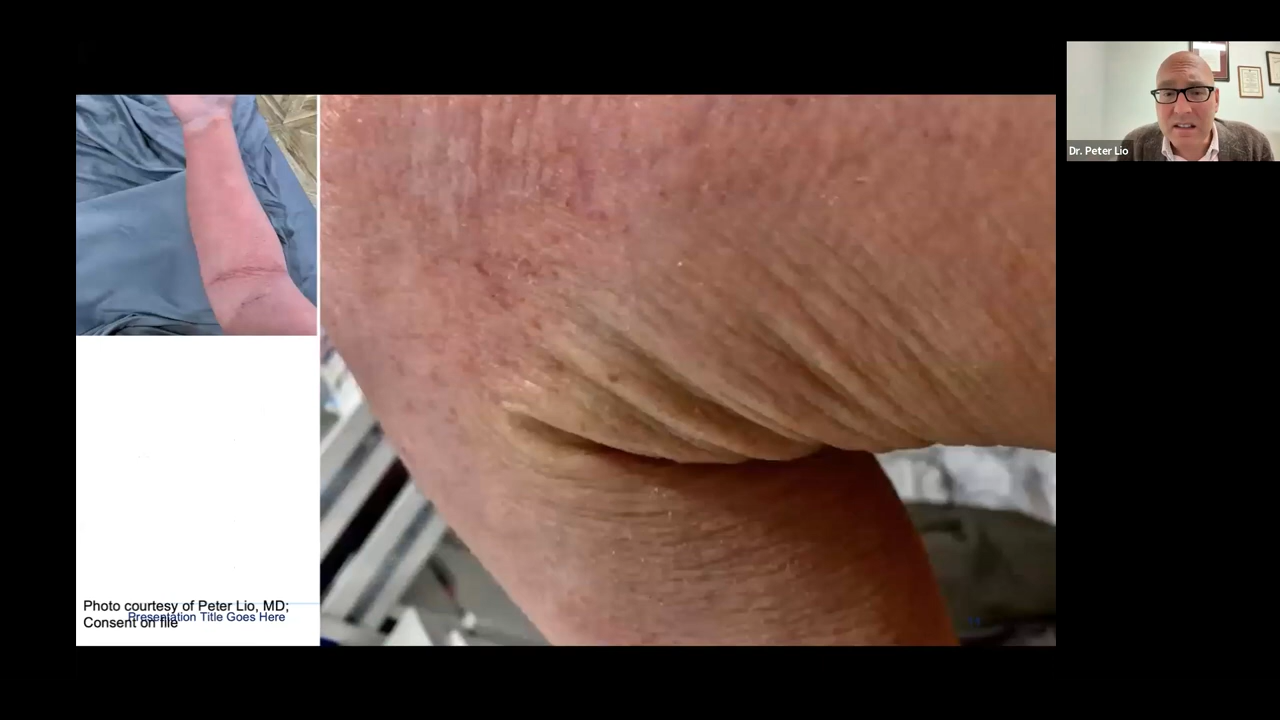 Dr. Peter Lio
Photo courtesy of Peter Lio, MD;
Consent on file
Presentation Title Goes Here